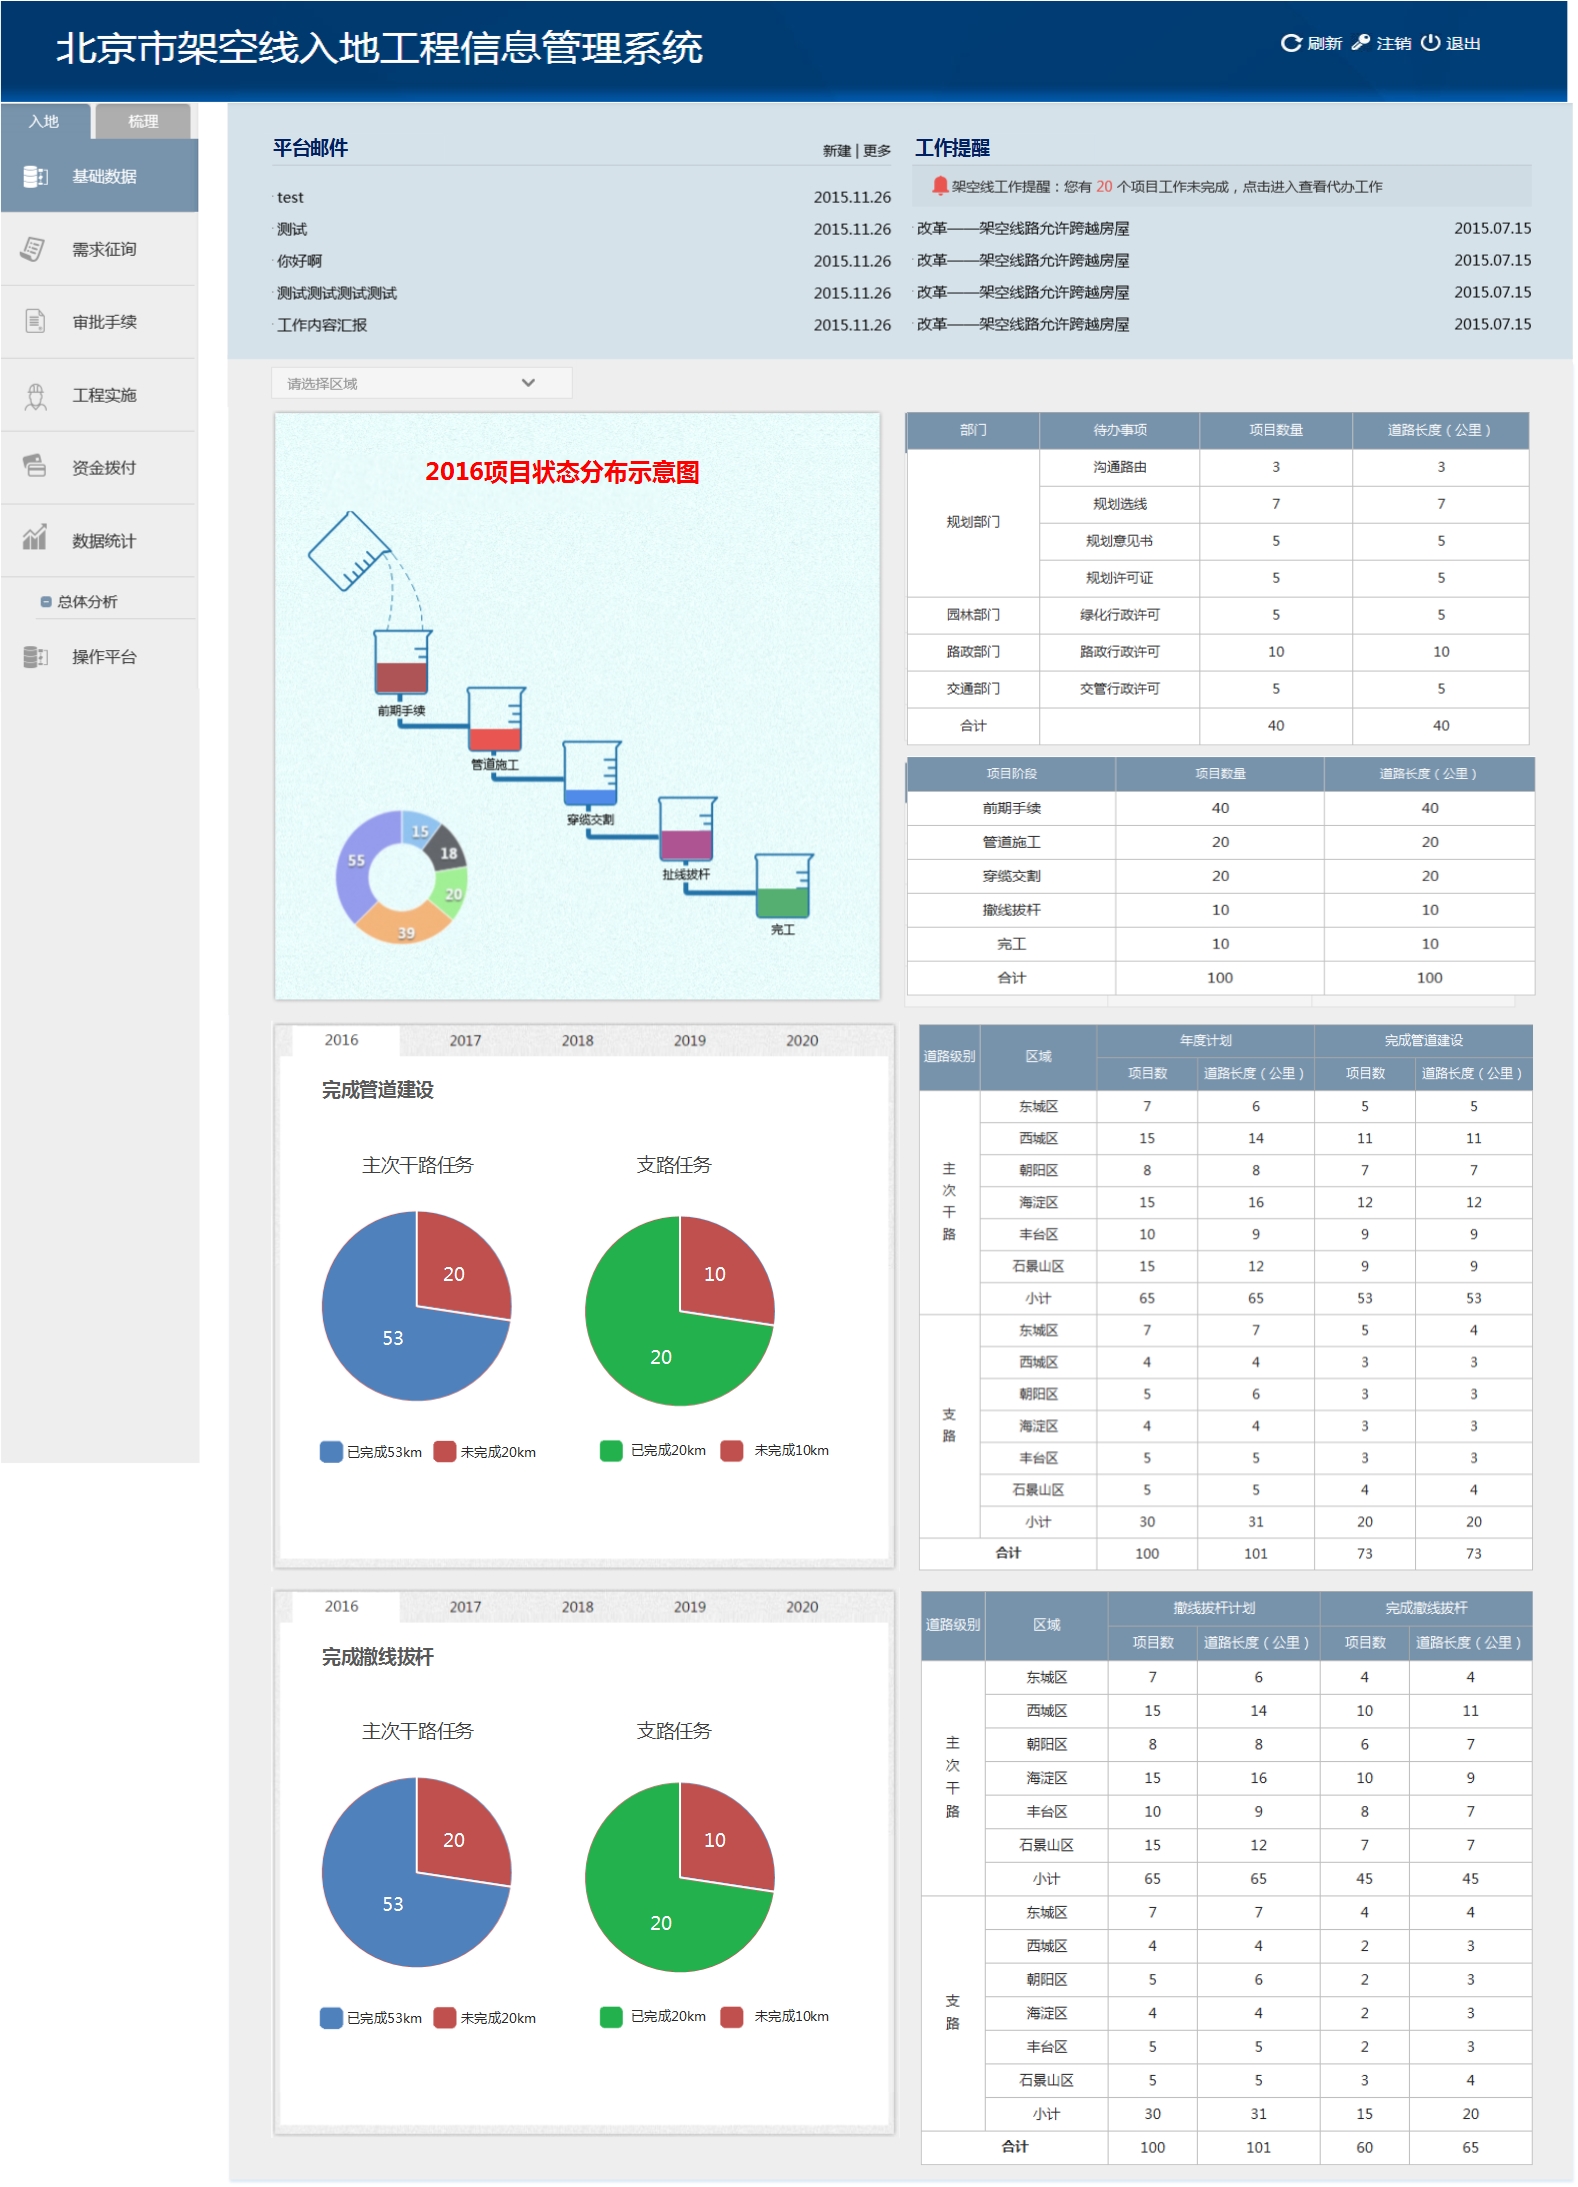 北京市架空线入地工程信息管理系统
刷新 注销 退出
入地 梳理
基础数据
需求征询
审批手续
工程实施
资金拨付
数据统计
总体分析
操作平台
平台邮件 新建 | 更多
test 2015.11.26
测试 2015.11.26
你好啊 2015.11.26
测试测试测试测试 2015.11.26
工作内容汇报 2015.11.26
工作提醒
架空线工作提醒：您有 20 个项目工作未完成，点击进入查看代办工作
改革——架空线路允许跨越房屋 2015.07.15
改革——架空线路允许跨越房屋 2015.07.15
改革——架空线路允许跨越房屋 2015.07.15
改革——架空线路允许跨越房屋 2015.07.15
请选择区域
2016项目状态分布示意图
前期手续
管道施工
穿缆交割
扯线拔杆
完工
15
18
20
39
55
部门 待办事项 项目数量 道路长度（公里）
规划部门 沟通路由 3 3
规划选线 7 7
规划意见书 5 5
规划许可证 5 5
园林部门 绿化行政许可 5 5
路政部门 路政行政许可 10 10
交通部门 交管行政许可 5 5
合计 40 40
项目阶段 项目数量 道路长度（公里）
前期手续 40 40
管道施工 20 20
穿缆交割 20 20
撤线拔杆 10 10
完工 10 10
合计 100 100
2016 2017 2018 2019 2020
完成管道建设
主次干路任务 支路任务
20 10
53 20
已完成53km 未完成20km 已完成20km 未完成10km
道路级别 区域 年度计划 完成管道建设
项目数 道路长度（公里） 项目数 道路长度（公里）
主次干路
东城区 7 6 5 5
西城区 15 14 11 11
朝阳区 8 8 7 7
海淀区 15 16 12 12
丰台区 10 9 9 9
石景山区 15 12 9 9
小计 65 65 53 53
支路
东城区 7 7 5 4
西城区 4 4 3 3
朝阳区 5 6 3 3
海淀区 4 4 3 3
丰台区 5 5 3 3
石景山区 5 5 4 4
小计 30 31 20 20
合计 100 101 73 73
2016 2017 2018 2019 2020
完成撤线拔杆
主次干路任务 支路任务
20 10
53 20
已完成53km 未完成20km 已完成20km 未完成10km
道路级别 区域 撤线拔杆计划 完成撤线拔杆
项目数 道路长度（公里） 项目数 道路长度（公里）
主次干路
东城区 7 6 4 4
西城区 15 14 10 11
朝阳区 8 8 6 7
海淀区 15 16 10 9
丰台区 10 9 8 7
石景山区 15 12 7 7
小计 65 65 45 45
支路
东城区 7 7 4 4
西城区 4 4 2 3
朝阳区 5 6 2 3
海淀区 4 4 2 3
丰台区 5 5 2 3
石景山区 5 5 3 4
小计 30 31 15 20
合计 100 101 60 65